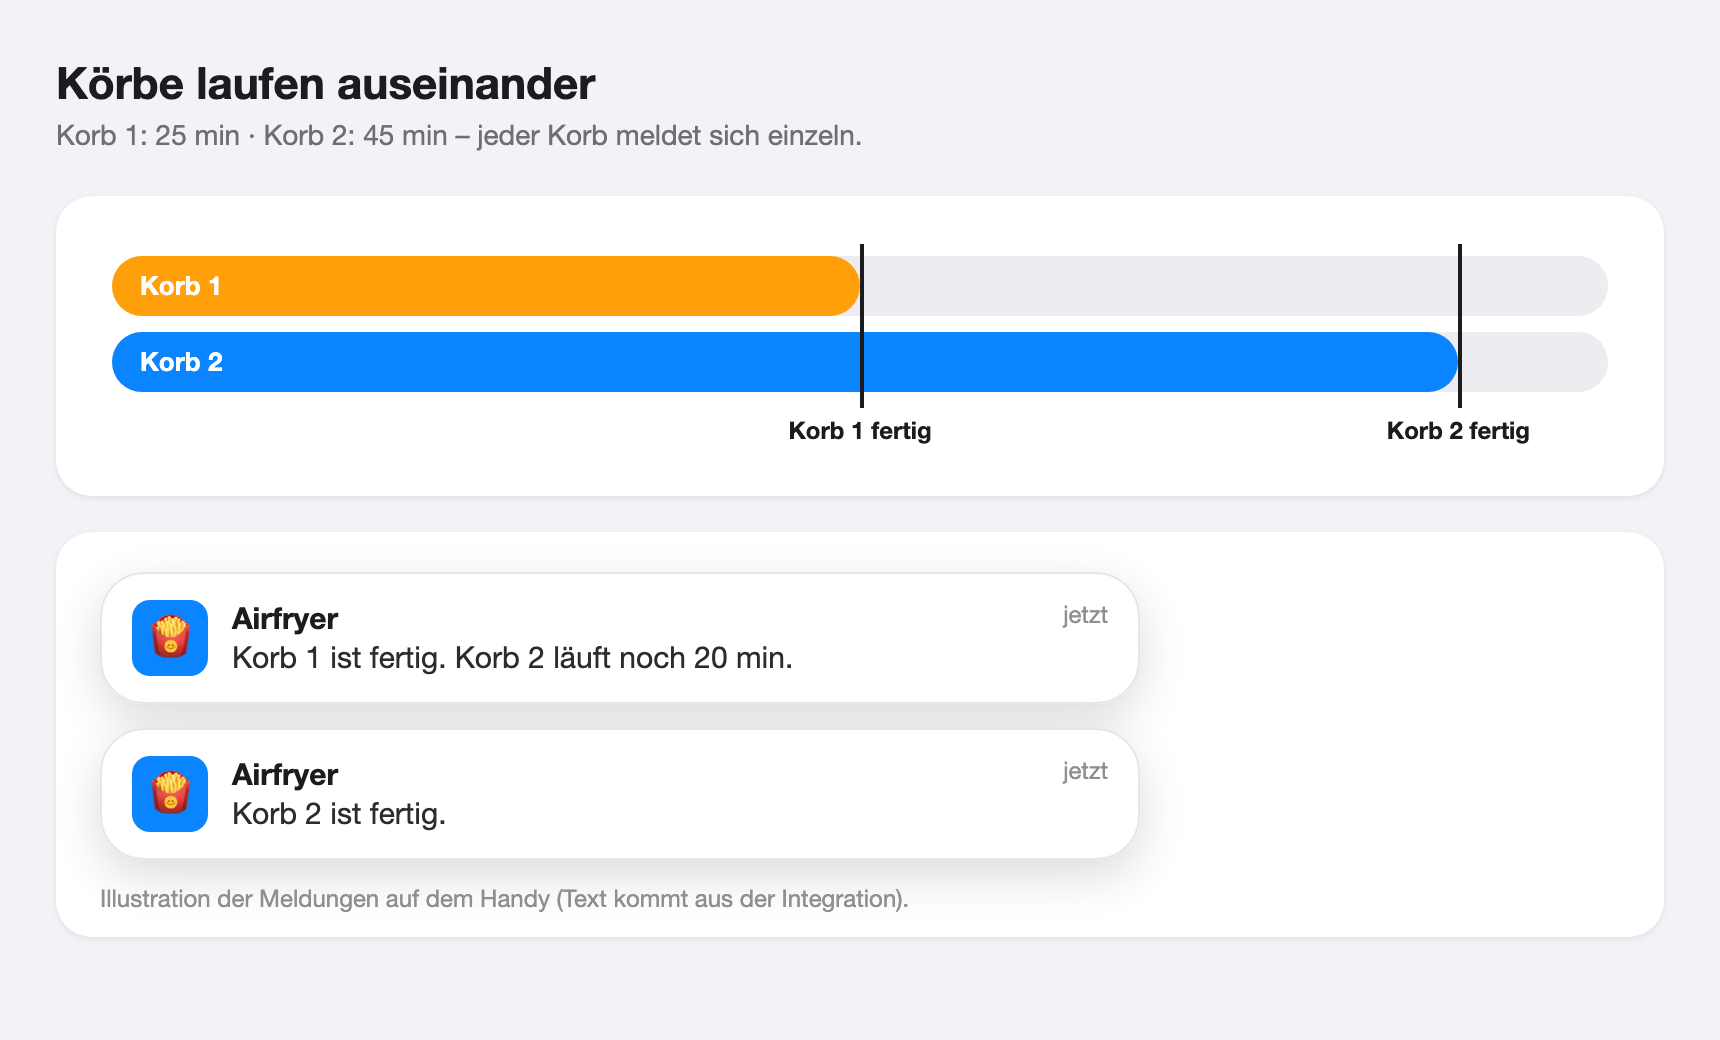 Körbe laufen auseinander
Korb 1: 25 min · Korb 2: 45 min – jeder Korb meldet sich einzeln.
Korb 1
Korb 2
Korb 1 fertig
Korb 2 fertig
Airfryer
jetzt
Korb 1 ist fertig. Korb 2 läuft noch 20 min.
Airfryer
jetzt
Korb 2 ist fertig.
Illustration der Meldungen auf dem Handy (Text kommt aus der Integration).